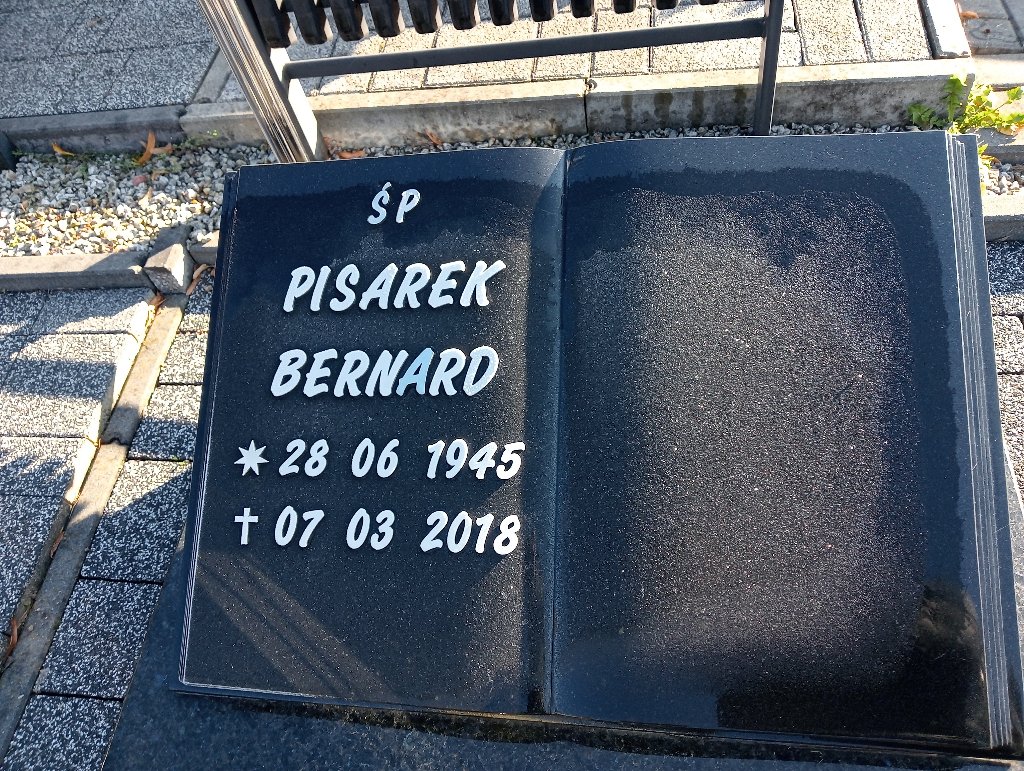 ŚP
PISAREK
BERNARD
* 28 06 1945
† 07 03 2018